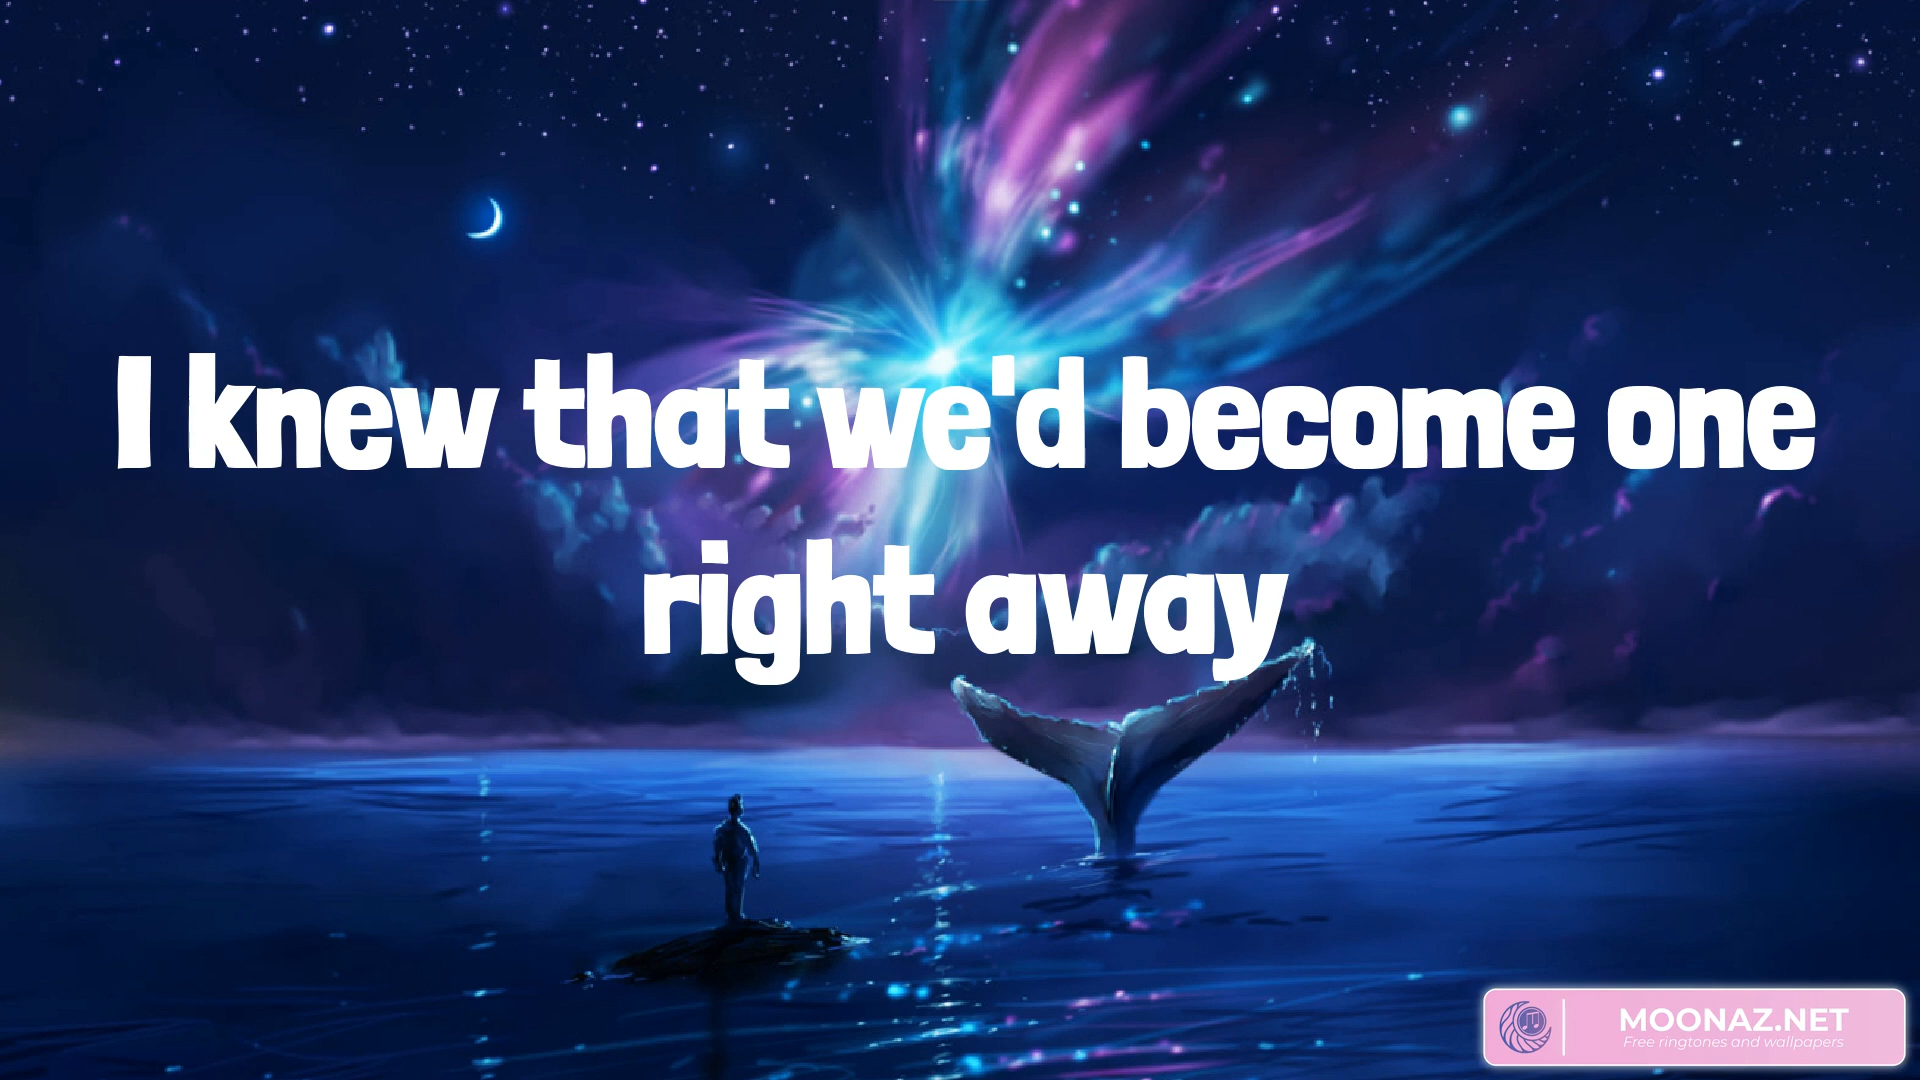 I knew that we'd become one
right away
MOONAZ.NET
Free ringtones and wallpapers